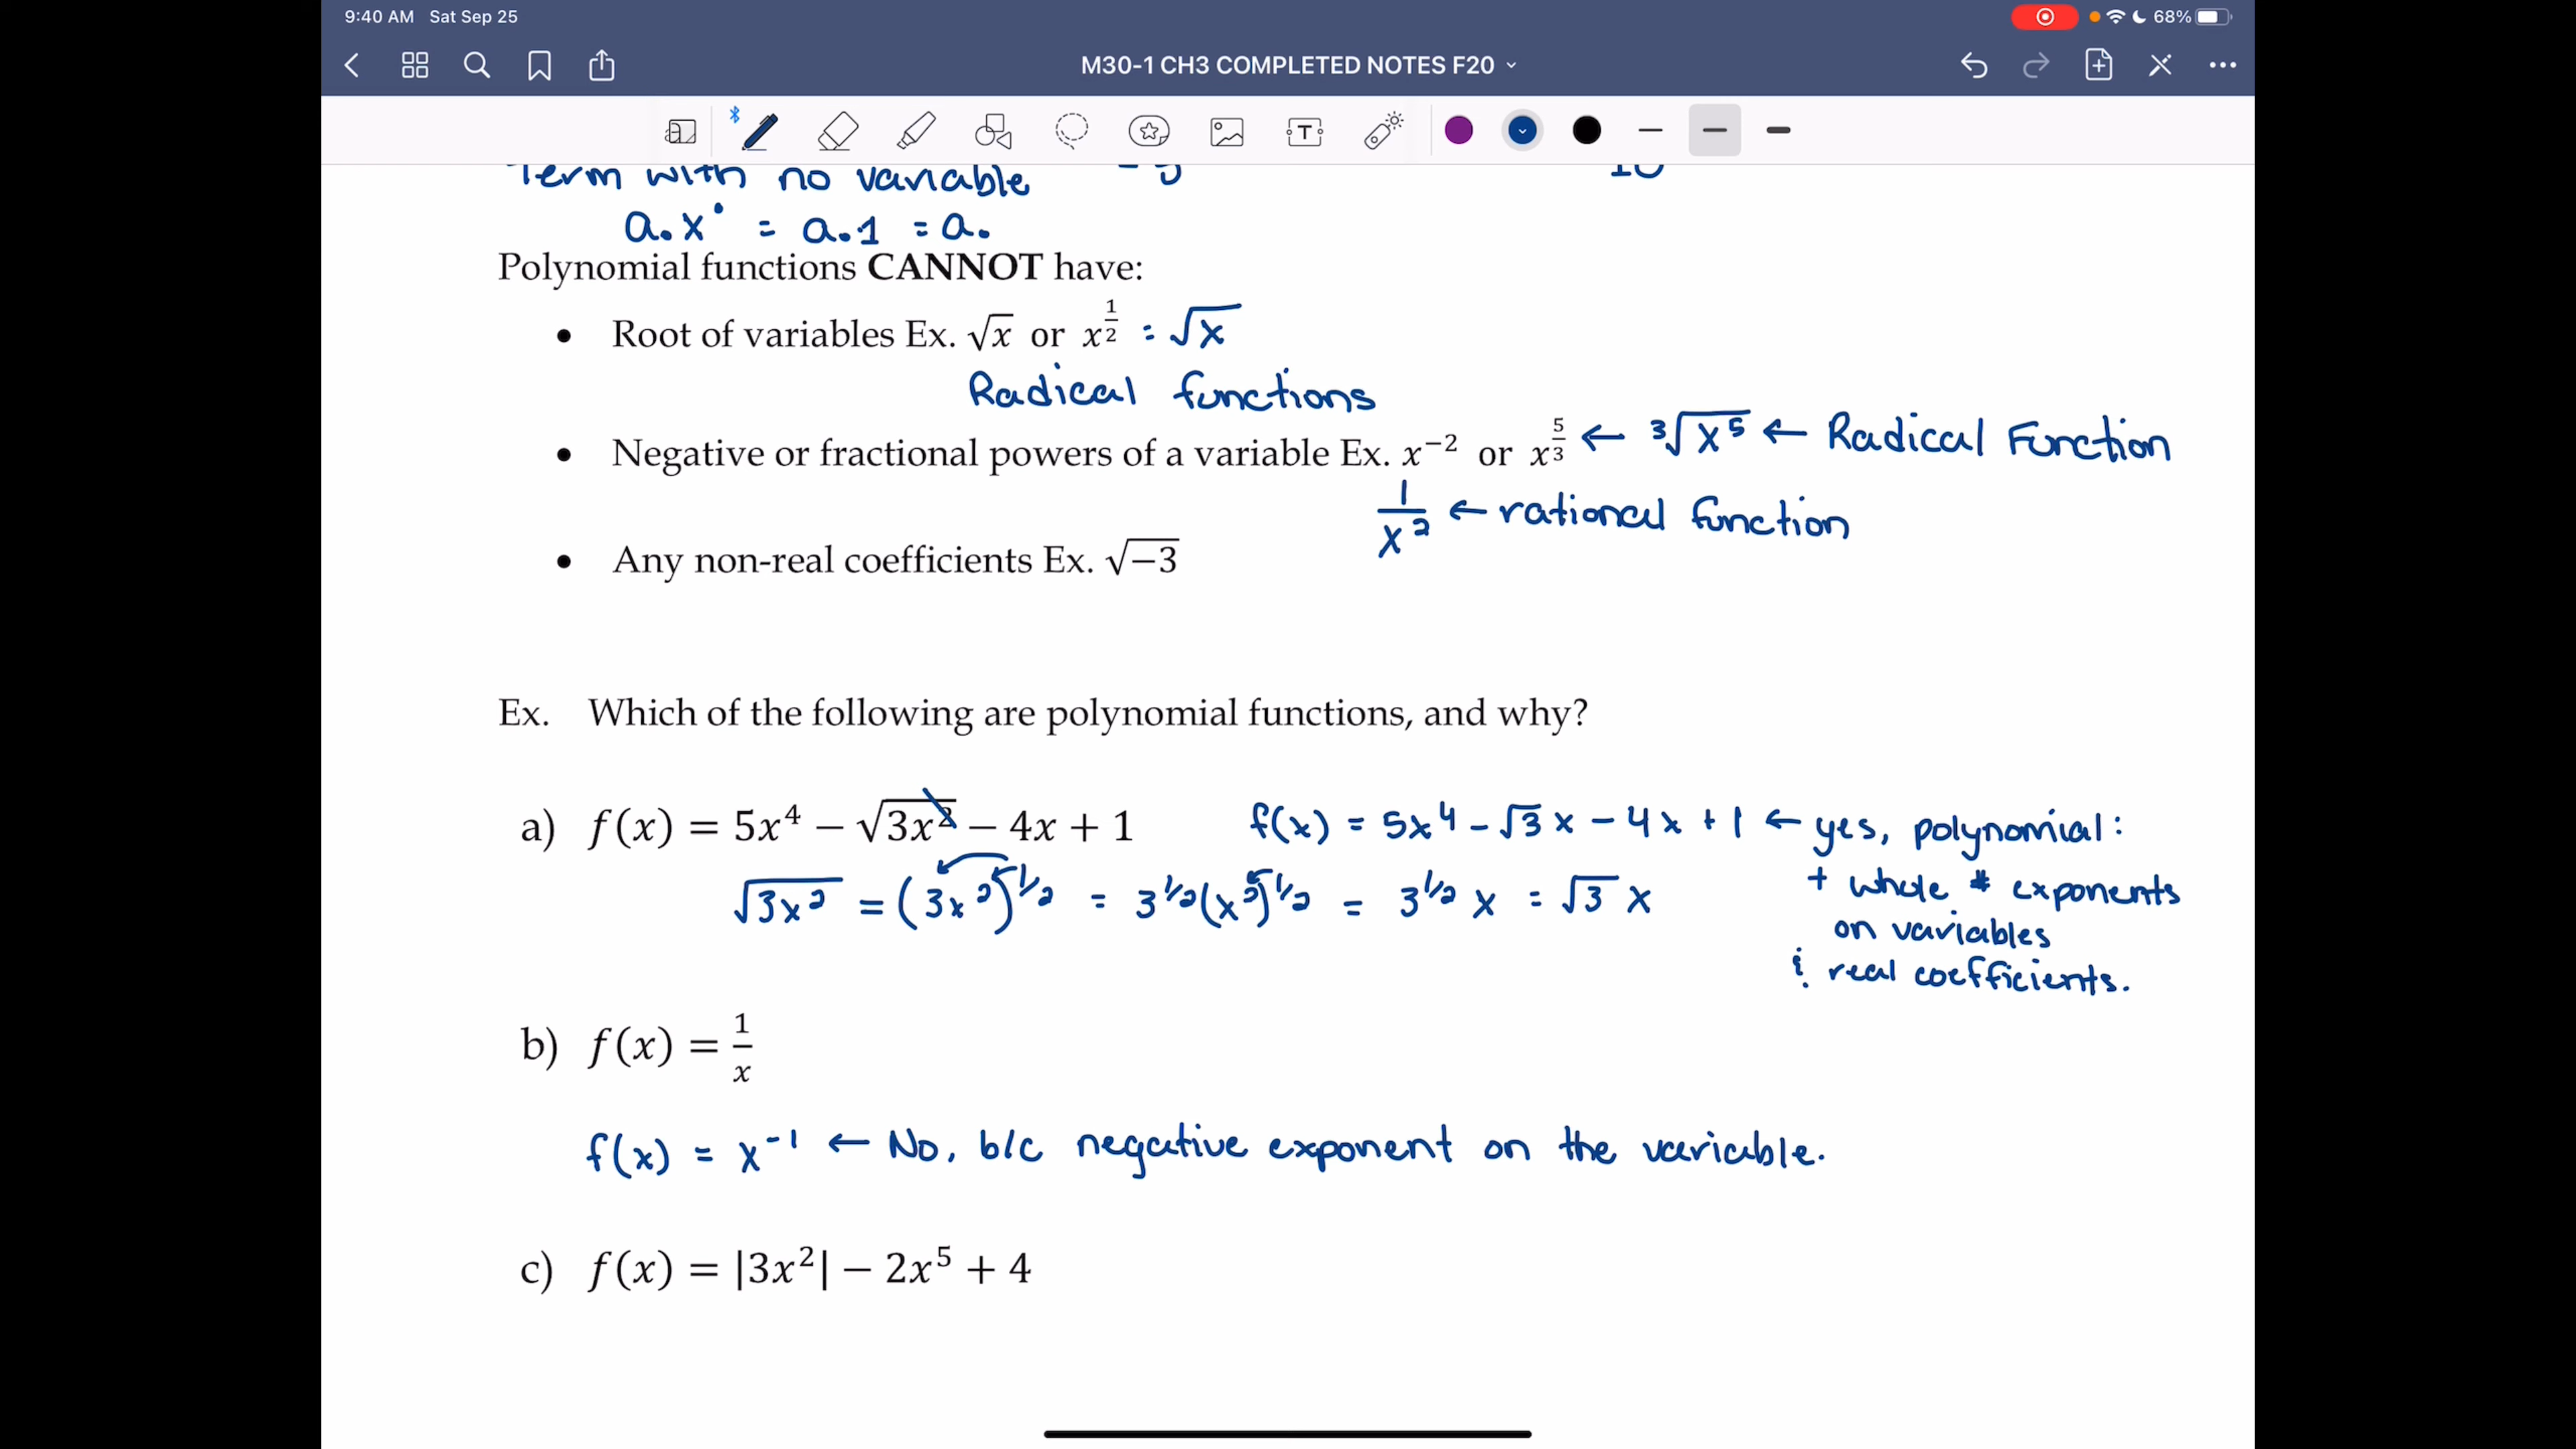 9:40 AM Sat Sep 25
68%
M30-1 CH3 COMPLETED NOTES F20
Term with no variable
a₀x⁰ = a₀1 = a₀
Polynomial functions CANNOT have:
• Root of variables Ex. √x or x^(1/2) = √x
Radical functions
• Negative or fractional powers of a variable Ex. x⁻² or x^(5/3) ← ³√x⁵ ← Radical Function
1/x² ← rational function
• Any non-real coefficients Ex. √−3
Ex. Which of the following are polynomial functions, and why?
a) f(x) = 5x⁴ − √(3x²) − 4x + 1 f(x) = 5x⁴ − √3 x − 4x + 1 ← yes, polynomial:
√(3x²) = (3x²)^(1/2) = 3^(1/2)(x²)^(1/2) = 3^(1/2) x = √3 x
+ whole # exponents
on variables
& real coefficients.
b) f(x) = 1/x
f(x) = x⁻¹ ← No, b/c negative exponent on the variable.
c) f(x) = |3x²| − 2x⁵ + 4